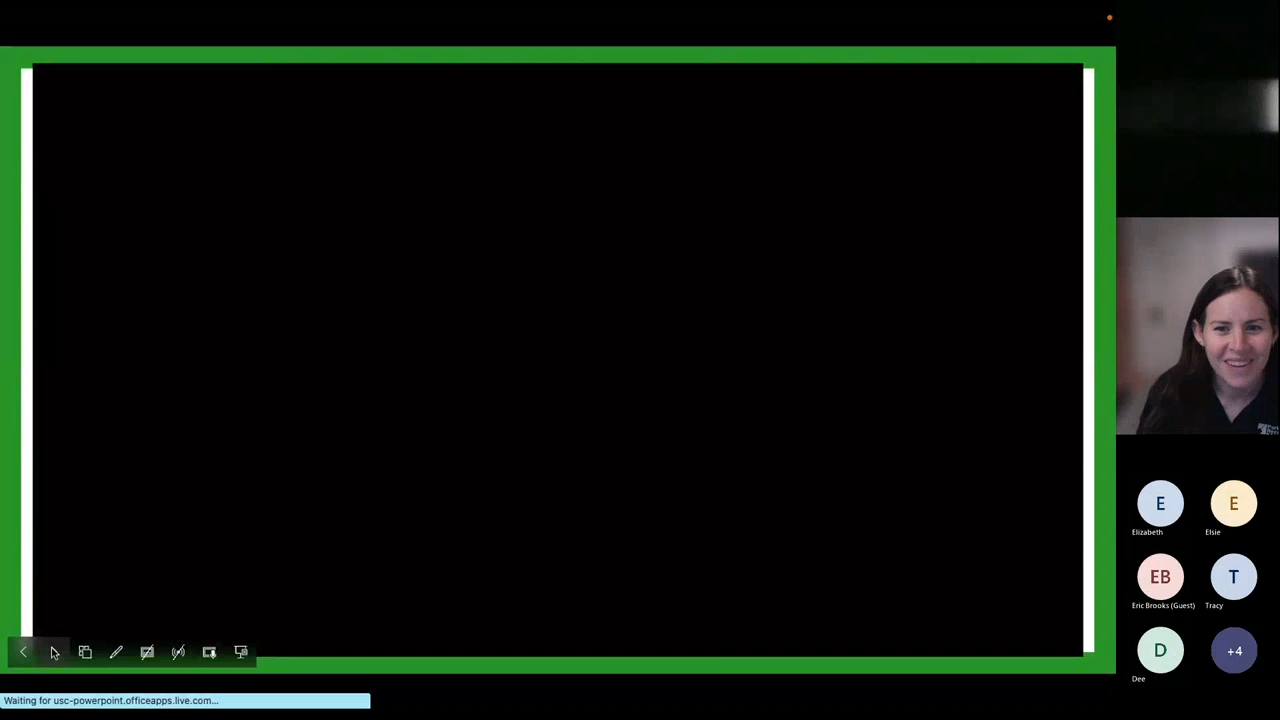 E
E
Elizabeth
Elsie
EB
T
Eric Brooks (Guest)
Tracy
D
+4
Dee
Waiting for usc-powerpoint.officeapps.live.com...